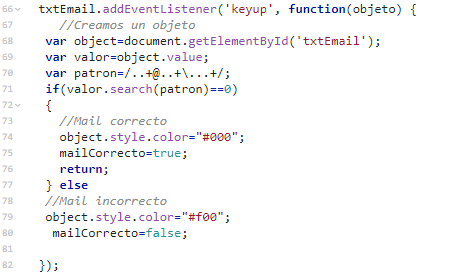 66 txtEmail.addEventListener('keyup', function(objeto) {
67 //Creamos un objeto
68 var object=document.getElementById('txtEmail');
69 var valor=object.value;
70 var patron=/..+@..+\...+/;
71 if(valor.search(patron)==0)
72 {
73 //Mail correcto
74 object.style.color="#000";
75 mailCorrecto=true;
76 return;
77 } else
78 //Mail incorrecto
79 object.style.color="#f00";
80 mailCorrecto=false;
81
82 });